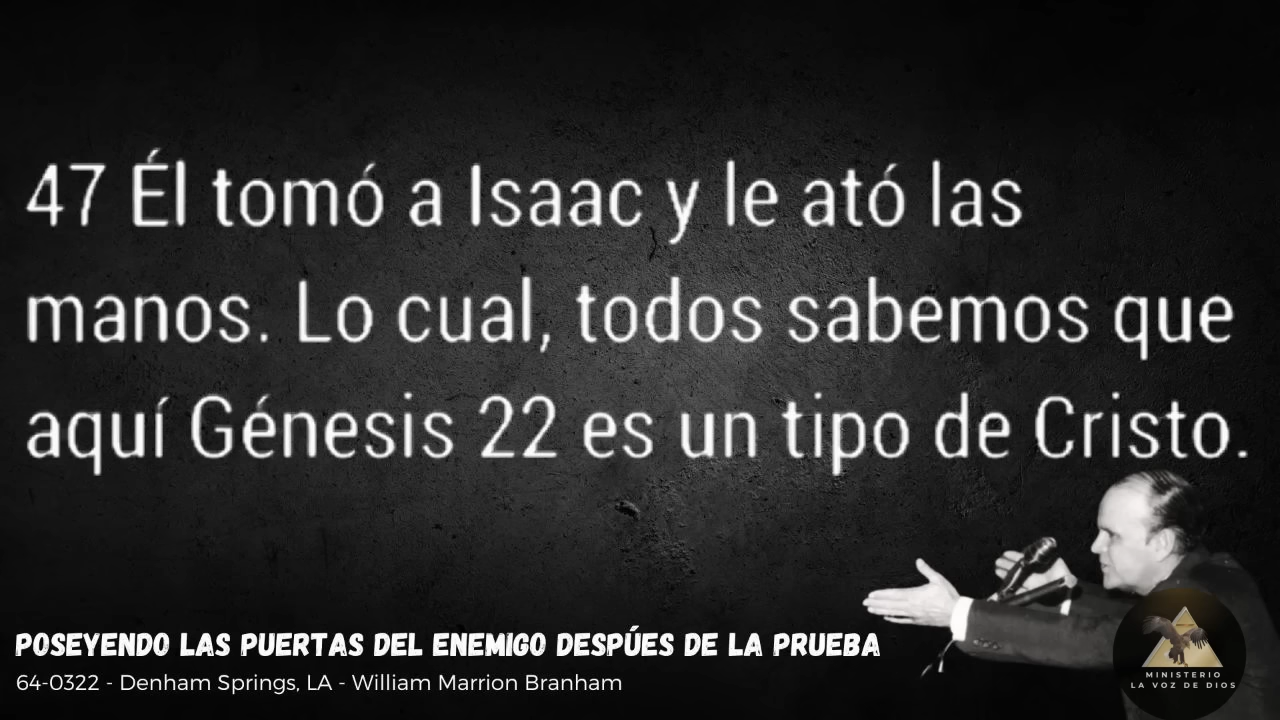 47 Él tomó a Isaac y le ató las
manos. Lo cual, todos sabemos que
aquí Génesis 22 es un tipo de Cristo.
POSEYENDO LAS PUERTAS DEL ENEMIGO DESPÚES DE LA PRUEBA
64-0322 - Denham Springs, LA - William Marrion Branham
MINISTERIO
LA VOZ DE DIOS